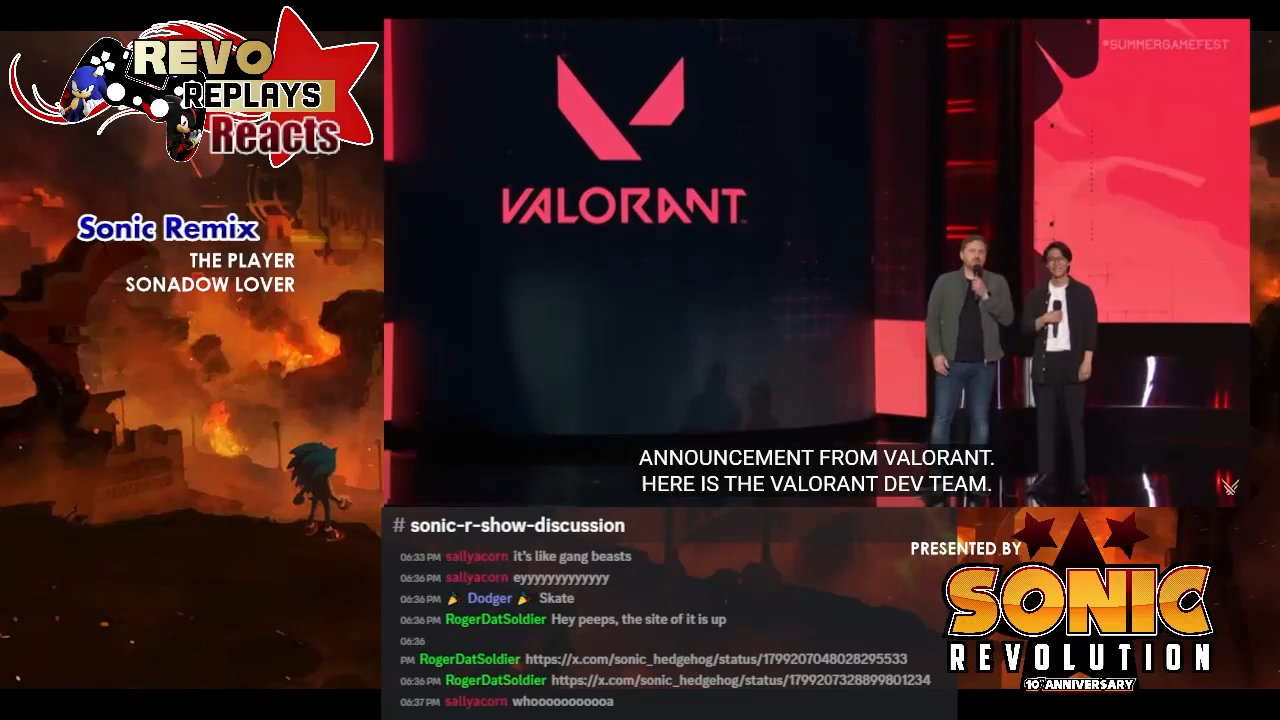 REVO
REPLAYS
Reacts
Sonic Remix
THE PLAYER
SONADOW LOVER
#SUMMERGAMEFEST
VALORANT
ANNOUNCEMENT FROM VALORANT.
HERE IS THE VALORANT DEV TEAM.
# sonic-r-show-discussion
06:33 PM sallyacorn it's like gang beasts
06:36 PM sallyacorn eyyyyyyyyyyyyy
06:36 PM 🎉 Dodger 🎉 Skate
06:36 PM RogerDatSoldier Hey peeps, the site of it is up
06:36
PM RogerDatSoldier https://x.com/sonic_hedgehog/status/1799207048028295533
06:36 PM RogerDatSoldier https://x.com/sonic_hedgehog/status/1799207328899801234
06:37 PM sallyacorn whooooooooooa
PRESENTED BY
SONIC
REVOLUTION
10TH ANNIVERSARY